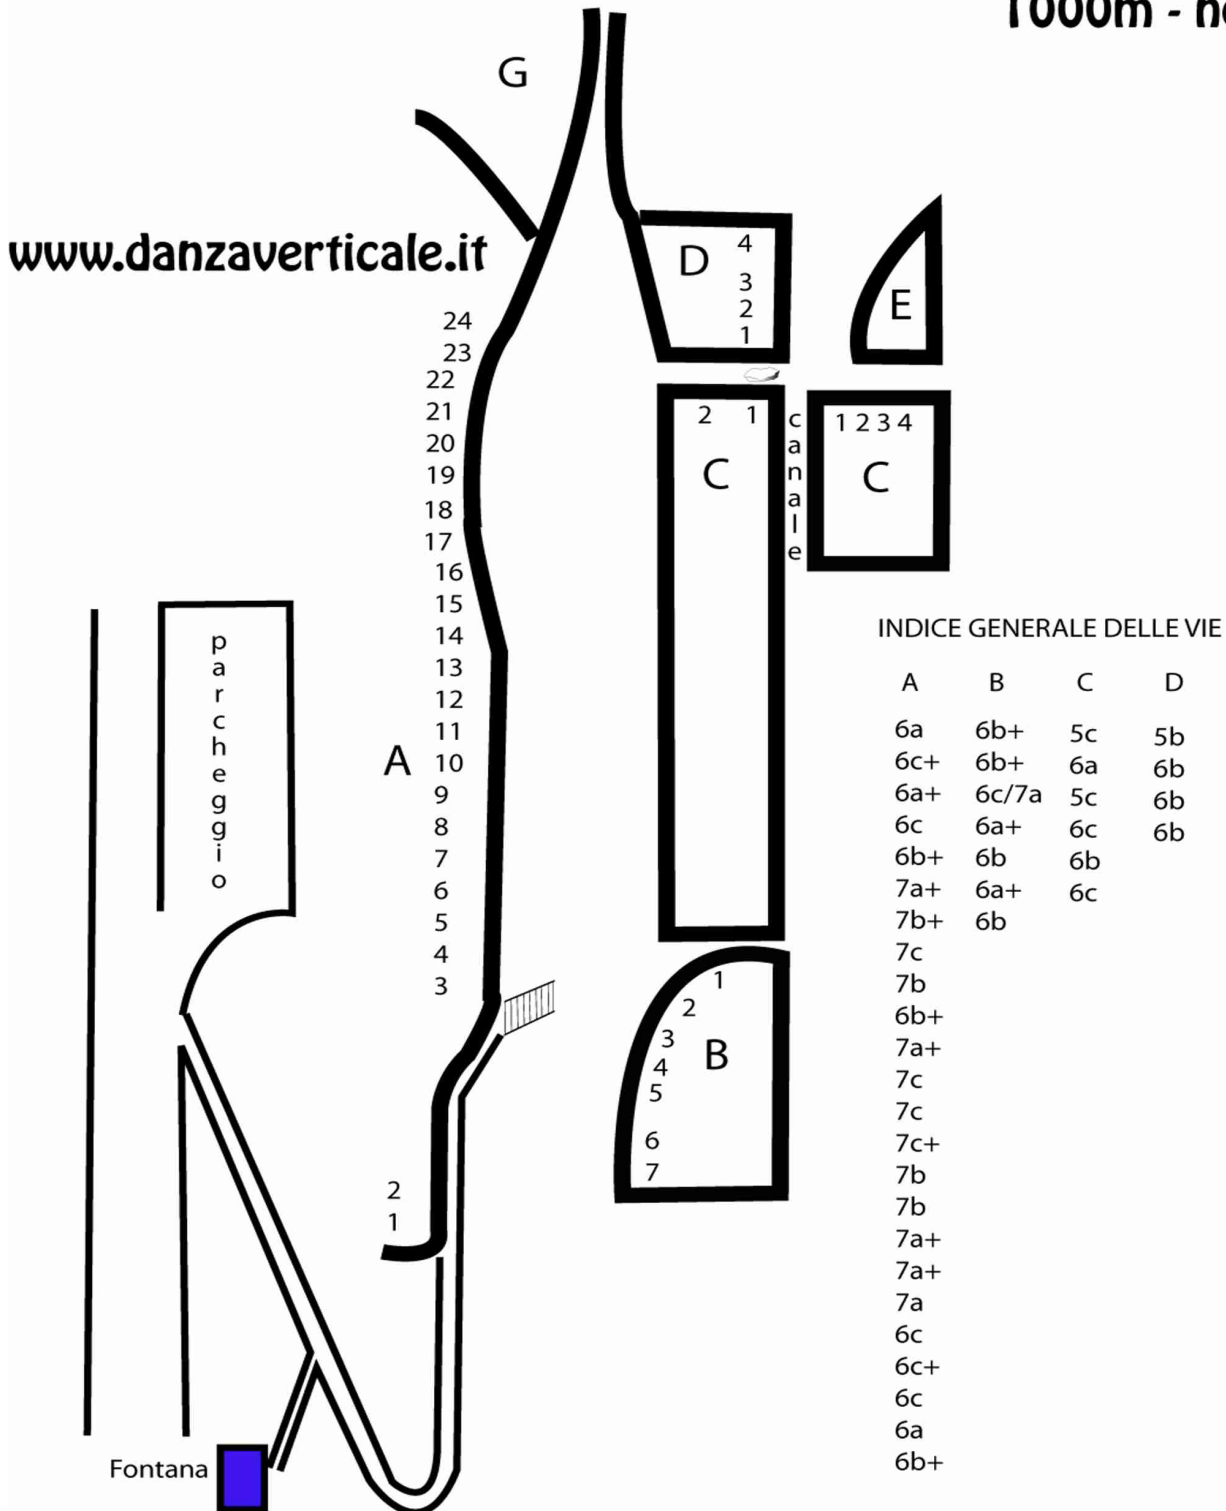 1000m - n
G
www.danzaverticale.it
D
4
3
2
1
E
24
23
22
21
20
19
18
17
16
15
14
13
12
11
10
9
8
7
6
5
4
3
A
2
1
2 1
C
canale
1 2 3 4
C
parcheggio
1
2
3
4
5
6
7
B
Fontana
INDICE GENERALE DELLE VIE
A B C D
6a 6b+ 5c 5b
6c+ 6b+ 6a 6b
6a+ 6c/7a 5c 6b
6c 6a+ 6c 6b
6b+ 6b 6b
7a+ 6a+ 6c
7b+ 6b
7c
7b
6b+
7a+
7c
7c
7c+
7b
7b
7a+
7a+
7a
6c
6c+
6c
6a
6b+